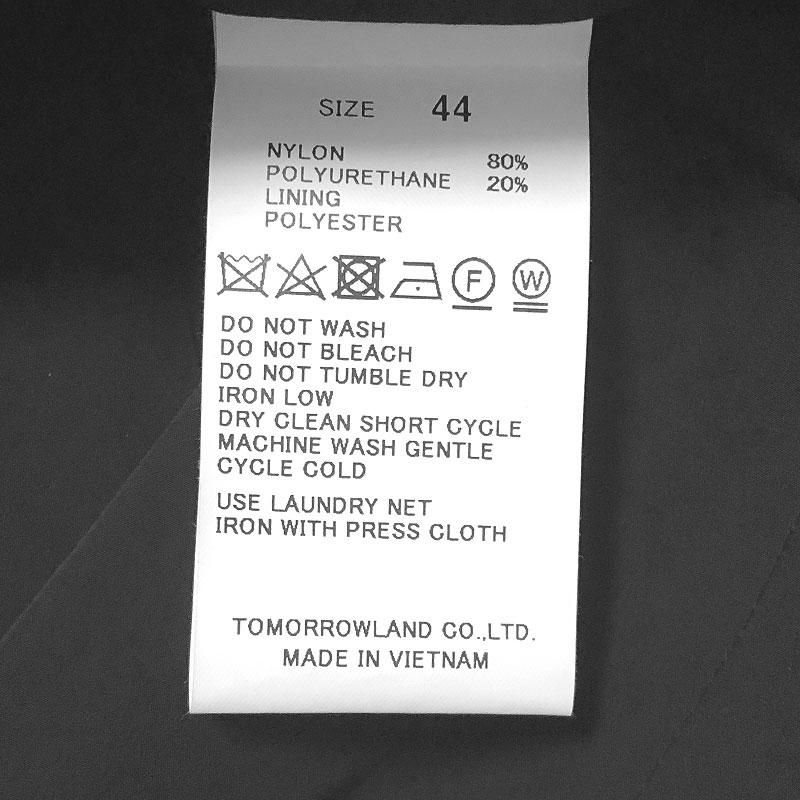 SIZE 44
NYLON 80%
POLYURETHANE 20%
LINING
POLYESTER
F W
DO NOT WASH
DO NOT BLEACH
DO NOT TUMBLE DRY
IRON LOW
DRY CLEAN SHORT CYCLE
MACHINE WASH GENTLE
CYCLE COLD
USE LAUNDRY NET
IRON WITH PRESS CLOTH
TOMORROWLAND CO.,LTD.
MADE IN VIETNAM